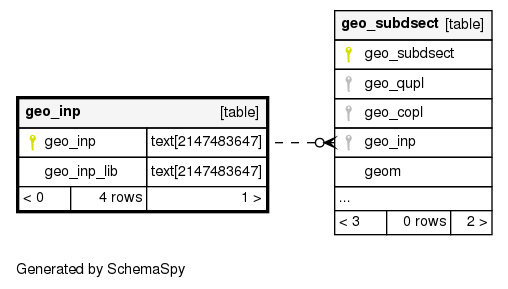 geo_inp [table]
geo_inp text[2147483647]
geo_inp_lib text[2147483647]
< 0 4 rows 1 >
geo_subdsect [table]
geo_subdsect
geo_qupl
geo_copl
geo_inp
geom
...
< 3 0 rows 2 >
Generated by SchemaSpy